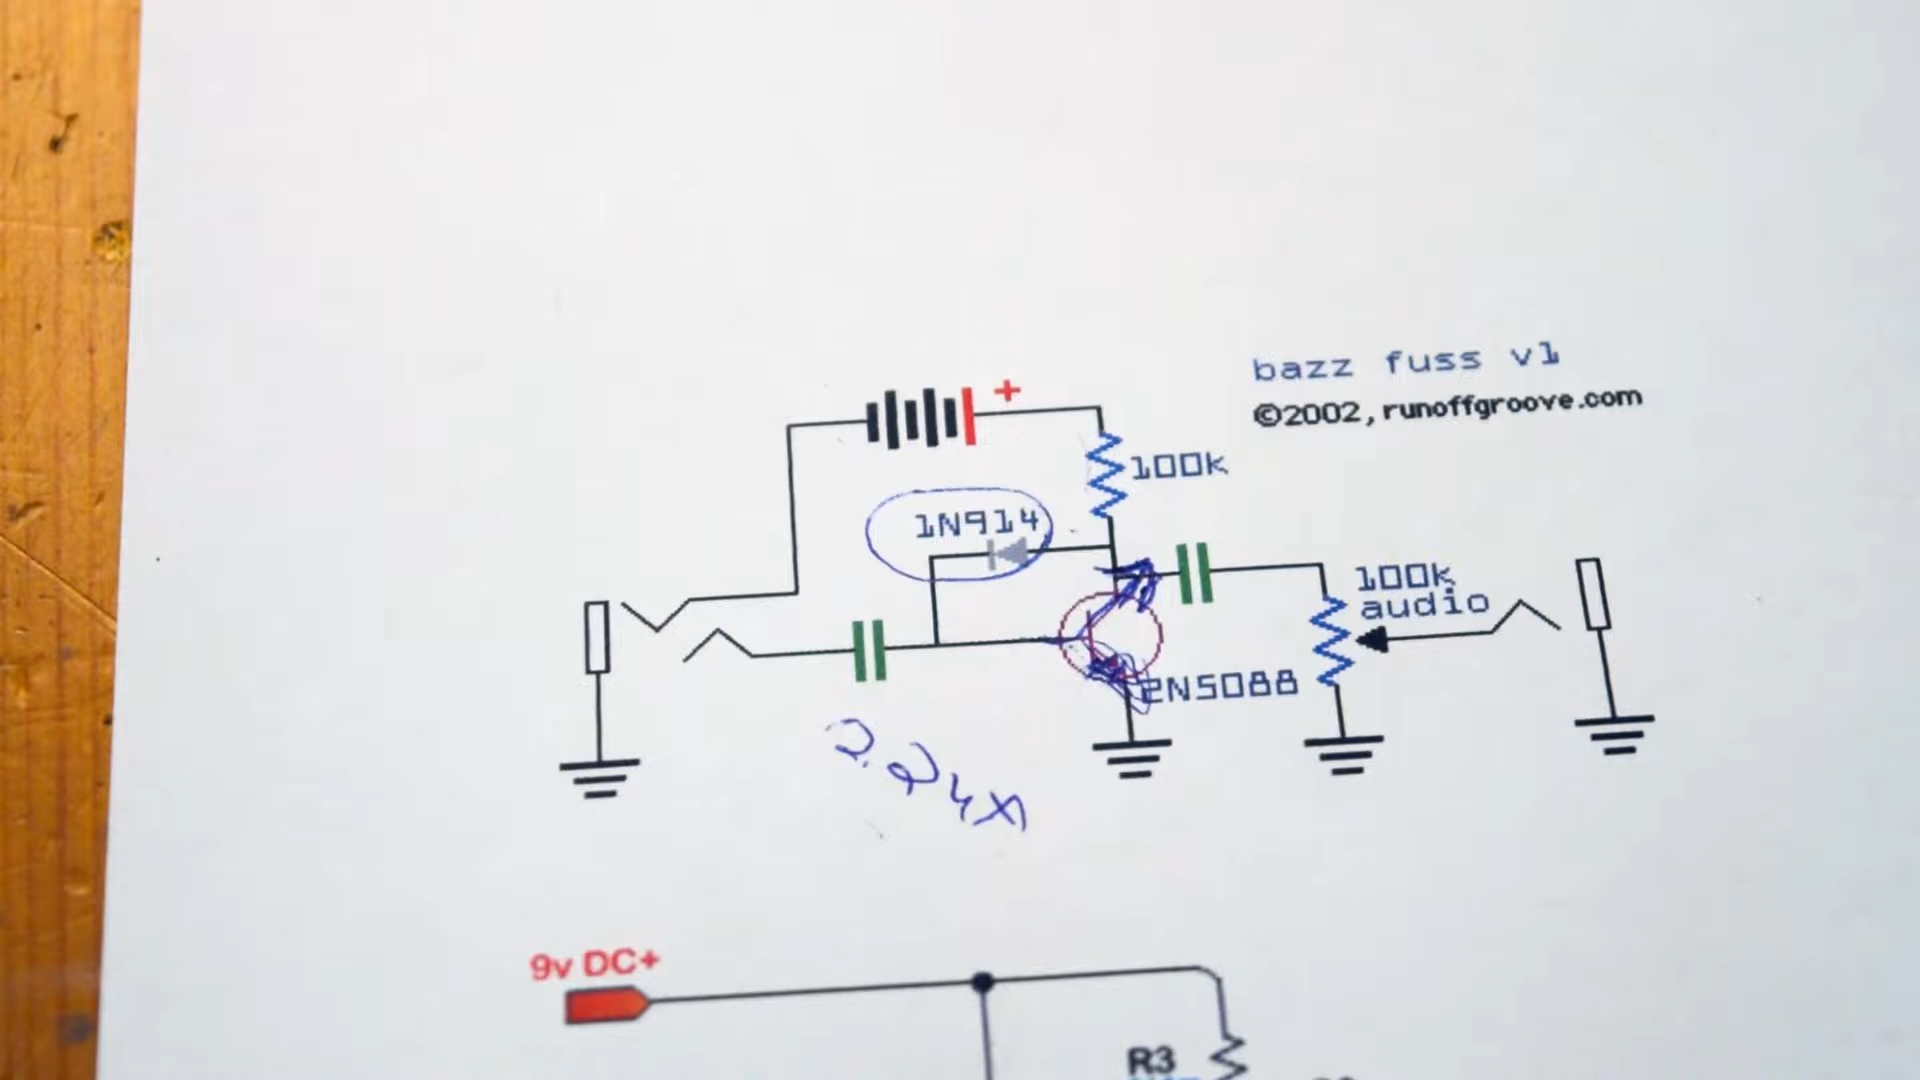 bazz fuss v1
©2002, runoffgroove.com
+
100k
1N914
100k
audio
2N5088
9v DC+
R3